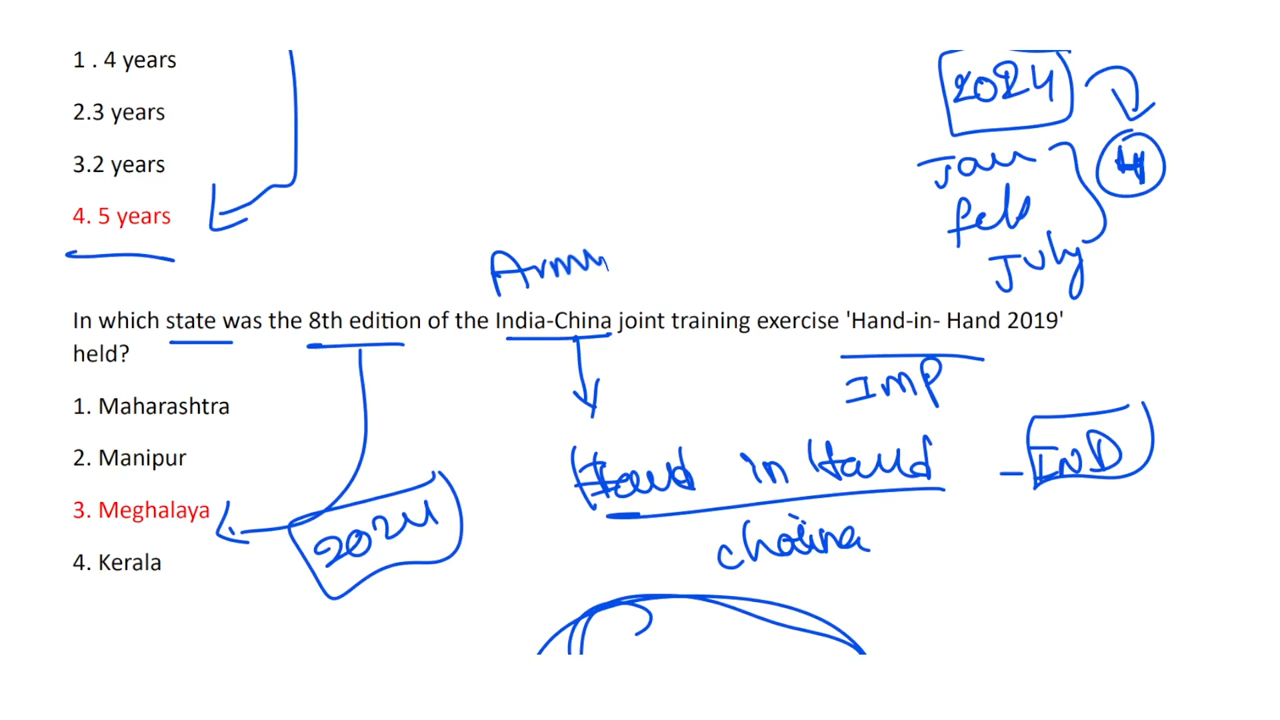 1 . 4 years
2.3 years
3.2 years
4. 5 years
2024
Jan
feb
July
Army
In which state was the 8th edition of the India-China joint training exercise 'Hand-in- Hand 2019'
held?
IMP
1. Maharashtra
2. Manipur
3. Meghalaya
4. Kerala
Hand in Hand - IND
2024